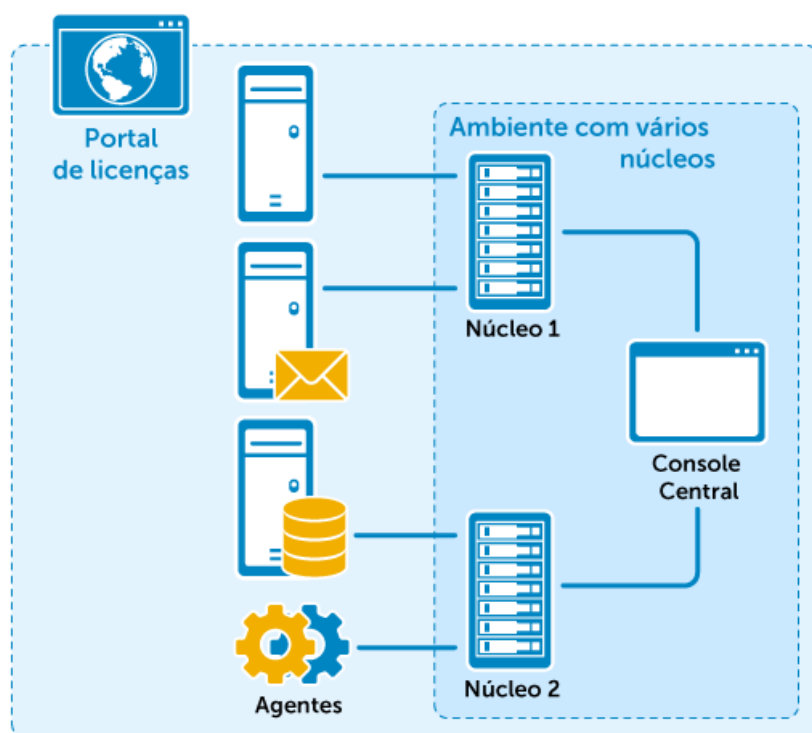 Portal
de licenças
Ambiente com vários
núcleos
Núcleo 1
Console
Central
Núcleo 2
Agentes